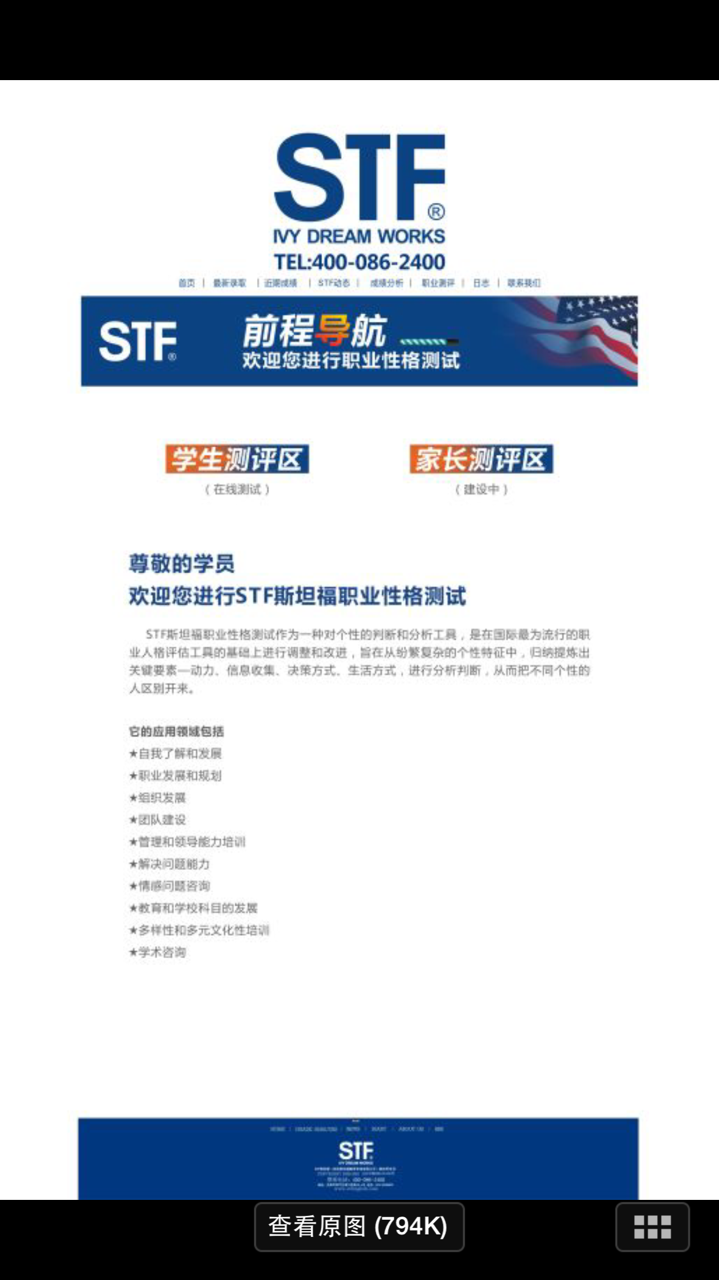 STF®
IVY DREAM WORKS
TEL:400-086-2400
首页 | 最新录取 | 近期成绩 | STF动态 | 成绩分析 | 职业测评 | 日志 | 联系我们
STF®
前程导航
欢迎您进行职业性格测试
学生测评区 家长测评区
(在线测试) (建设中)
尊敬的学员
欢迎您进行STF斯坦福职业性格测试
STF斯坦福职业性格测试作为一种对个性的判断和分析工具，是在国际最为流行的职
业人格评估工具的基础上进行调整和改进，旨在从纷繁复杂的个性特征中，归纳提炼出
关键要素—动力、信息收集、决策方式、生活方式，进行分析判断，从而把不同个性的
人区别开来。
它的应用领域包括
★自我了解和发展
★职业发展和规划
★组织发展
★团队建设
★管理和领导能力培训
★解决问题能力
★情感问题咨询
★教育和学校科目的发展
★多样性和多元文化性培训
★学术咨询
STF
IVY DREAM WORKS
查看原图 (794K)